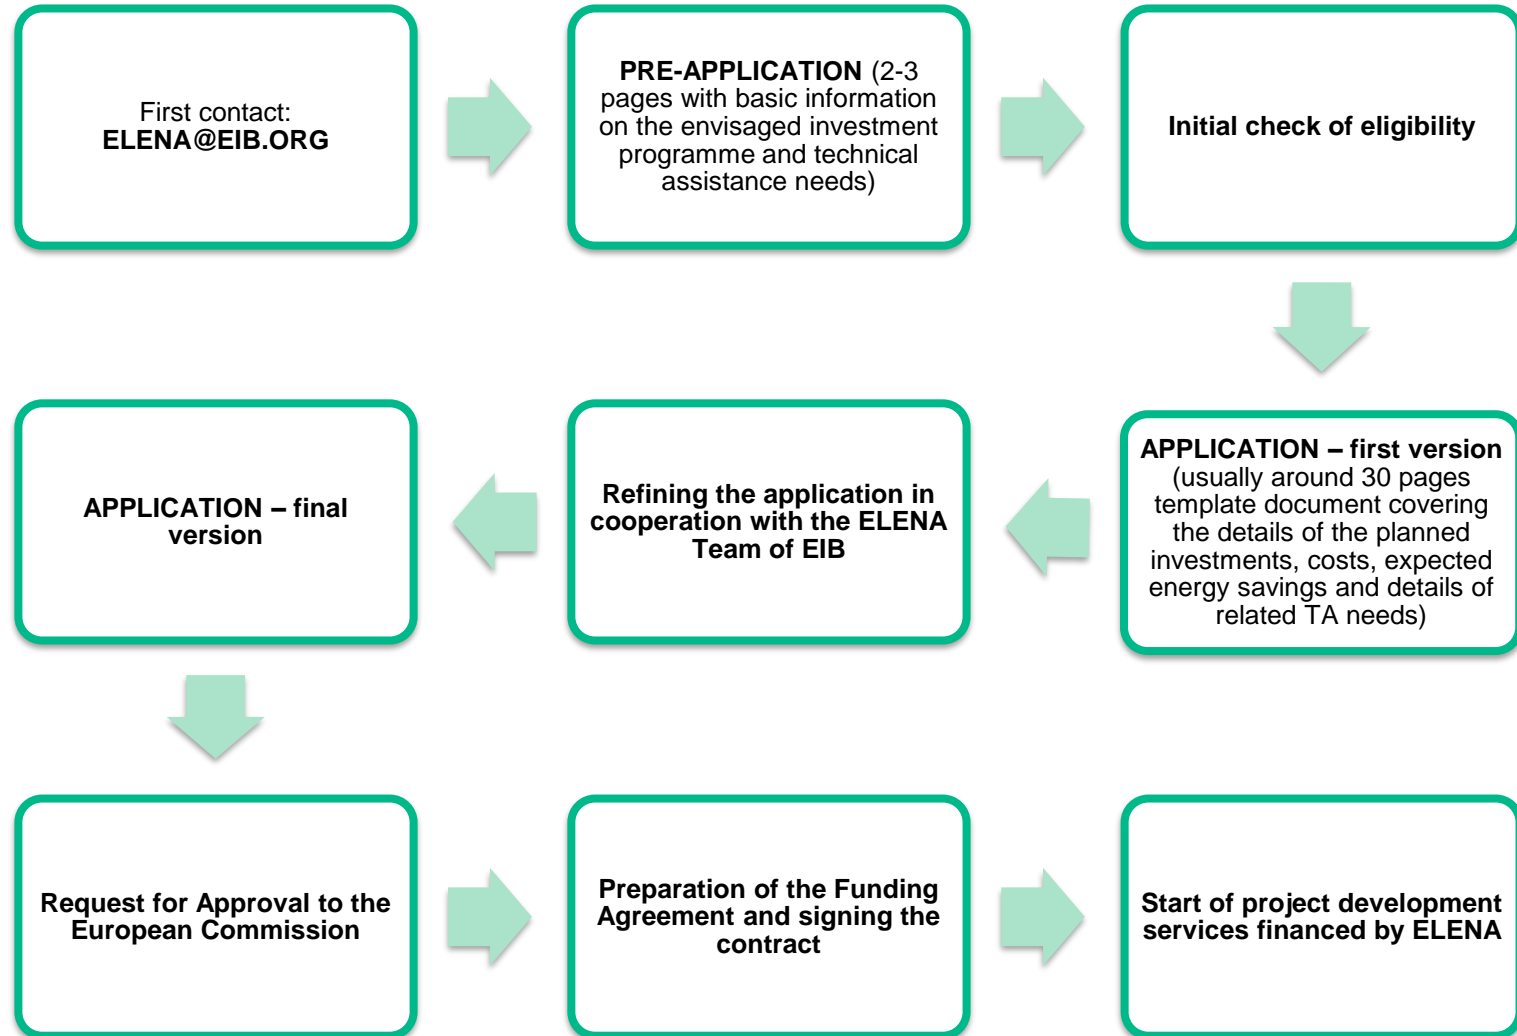 First contact:
ELENA@EIB.ORG
PRE-APPLICATION (2-3
pages with basic information
on the envisaged investment
programme and technical
assistance needs)
Initial check of eligibility
APPLICATION – first version
(usually around 30 pages
template document covering
the details of the planned
investments, costs, expected
energy savings and details of
related TA needs)
Refining the application in
cooperation with the ELENA
Team of EIB
APPLICATION – final
version
Request for Approval to the
European Commission
Preparation of the Funding
Agreement and signing the
contract
Start of project development
services financed by ELENA